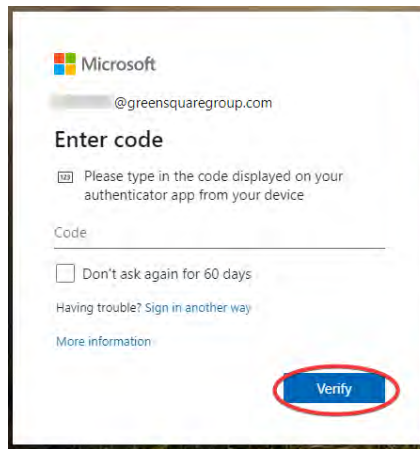 Microsoft
@greensquaregroup.com
Enter code
123 Please type in the code displayed on your
authenticator app from your device
Code
Don't ask again for 60 days
Having trouble? Sign in another way
More information
Verify